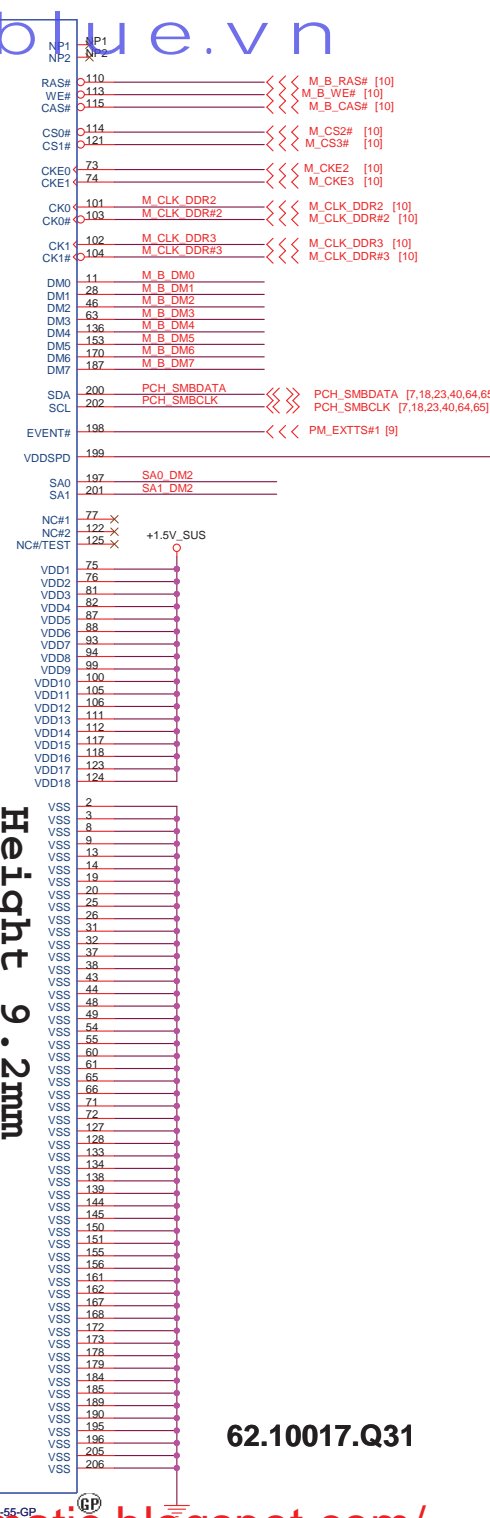 blue.vn
NP1 NP1
NP2 NP2
RAS# 110 M_B_RAS# [10]
WE# 113 M_B_WE# [10]
CAS# 115 M_B_CAS# [10]
CS0# 114 M_CS2# [10]
CS1# 121 M_CS3# [10]
CKE0 73 M_CKE2 [10]
CKE1 74 M_CKE3 [10]
CK0 101 M_CLK_DDR2 M_CLK_DDR2 [10]
CK0# 103 M_CLK_DDR#2 M_CLK_DDR#2 [10]
CK1 102 M_CLK_DDR3 M_CLK_DDR3 [10]
CK1# 104 M_CLK_DDR#3 M_CLK_DDR#3 [10]
DM0 11 M_B_DM0
DM1 28 M_B_DM1
DM2 46 M_B_DM2
DM3 63 M_B_DM3
DM4 136 M_B_DM4
DM5 153 M_B_DM5
DM6 170 M_B_DM6
DM7 187 M_B_DM7
SDA 200 PCH_SMBDATA PCH_SMBDATA [7,18,23,40,64,65
SCL 202 PCH_SMBCLK PCH_SMBCLK [7,18,23,40,64,65]
EVENT# 198 PM_EXTTS#1 [9]
VDDSPD 199
SA0 197 SA0_DM2
SA1 201 SA1_DM2
NC#1 77
NC#2 122
NC#/TEST 125
+1.5V_SUS
VDD1 75
VDD2 76
VDD3 81
VDD4 82
VDD5 87
VDD6 88
VDD7 93
VDD8 94
VDD9 99
VDD10 100
VDD11 105
VDD12 106
VDD13 111
VDD14 112
VDD15 117
VDD16 118
VDD17 123
VDD18 124
VSS 2
VSS 3
VSS 8
VSS 9
VSS 13
VSS 14
VSS 19
VSS 20
VSS 25
VSS 26
VSS 31
VSS 32
VSS 37
VSS 38
VSS 43
VSS 44
VSS 48
VSS 49
VSS 54
VSS 55
VSS 60
VSS 61
VSS 65
VSS 66
VSS 71
VSS 72
VSS 127
VSS 128
VSS 133
VSS 134
VSS 138
VSS 139
VSS 144
VSS 145
VSS 150
VSS 151
VSS 155
VSS 156
VSS 161
VSS 162
VSS 167
VSS 168
VSS 172
VSS 173
VSS 178
VSS 179
VSS 184
VSS 185
VSS 189
VSS 190
VSS 195
VSS 196
VSS 205
VSS 206
Height 9.2mm
62.10017.Q31
-55-GP
GP
matic.blogspot.com/